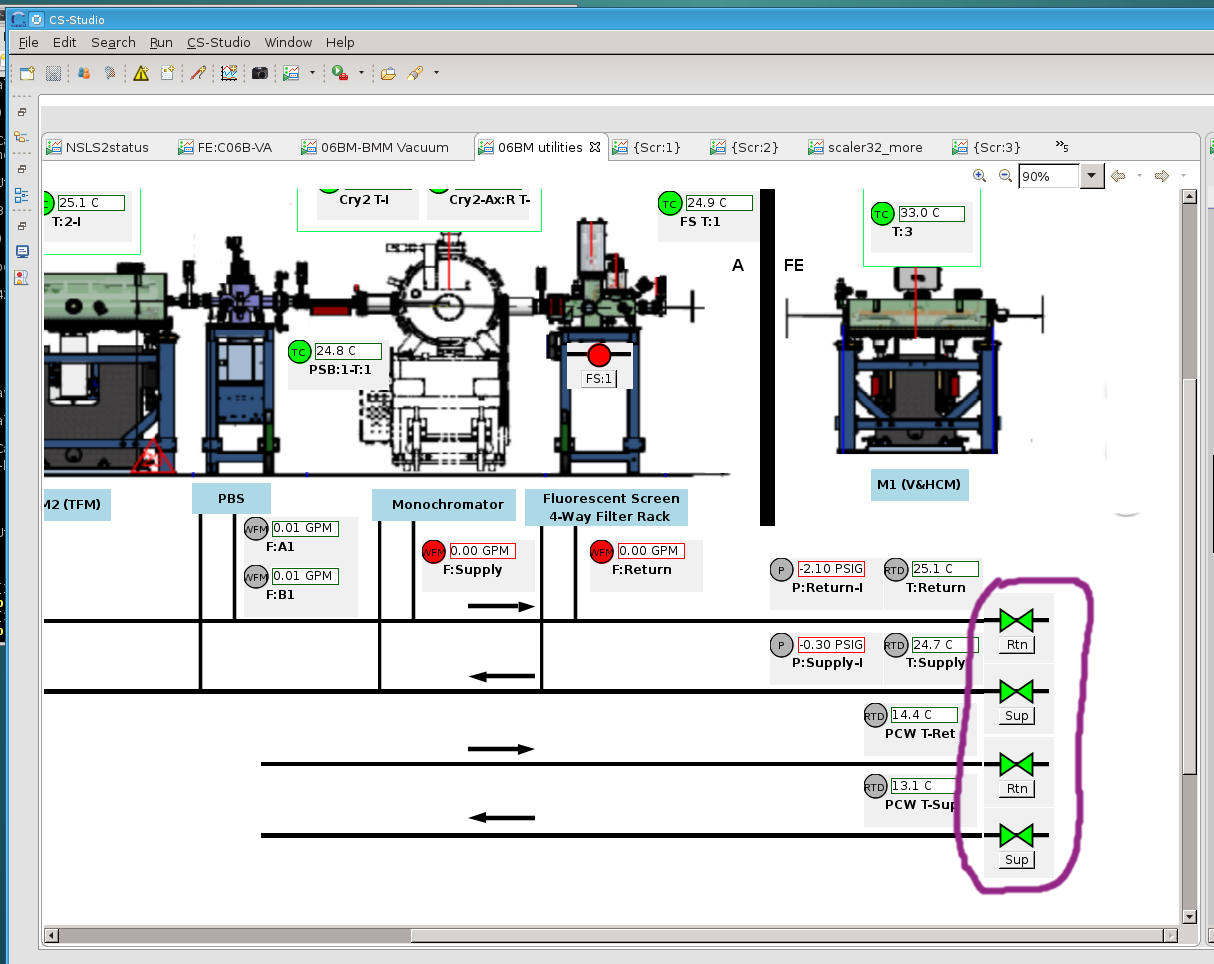 CS-Studio
File Edit Search Run CS-Studio Window Help
NSLS2status FE:C06B-VA 06BM-BMM Vacuum 06BM utilities {Scr:1} {Scr:2} scaler32_more {Scr:3} »5
90%
25.1 C
T:2-I
Cry2 T-I
Cry2-Ax:R T-
TC 24.9 C
FS T:1
TC 33.0 C
T:3
A
FE
TC 24.8 C
PSB:1-T:1
FS:1
M2 (TFM)
PBS
Monochromator
Fluorescent Screen
4-Way Filter Rack
M1 (V&HCM)
WFM 0.01 GPM
F:A1
WFM 0.01 GPM
F:B1
WFM 0.00 GPM
F:Supply
WFM 0.00 GPM
F:Return
P -2.10 PSIG
P:Return-I
RTD 25.1 C
T:Return
Rtn
P -0.30 PSIG
P:Supply-I
RTD 24.7 C
T:Supply
Sup
RTD 14.4 C
PCW T-Ret
Rtn
RTD 13.1 C
PCW T-Sup
Sup